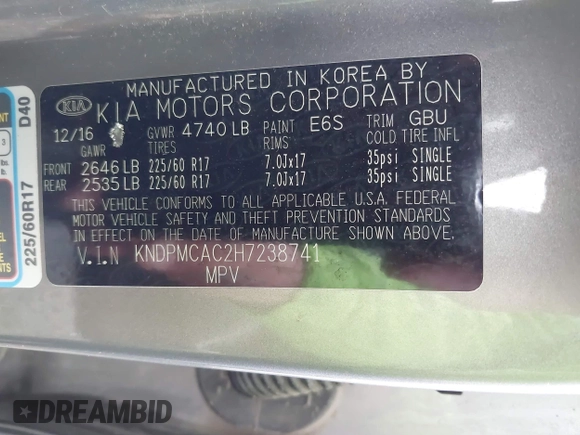 MANUFACTURED IN KOREA BY
KIA KIA MOTORS CORPORATION
12/16 GVWR 4740 LB PAINT E6S TRIM GBU
GAWR TIRES RIMS COLD TIRE INFL
FRONT 2646 LB 225/60 R17 7.0Jx17 35psi SINGLE
REAR 2535 LB 225/60 R17 7.0Jx17 35psi SINGLE
THIS VEHICLE CONFORMS TO ALL APPLICABLE U.S.A. FEDERAL
MOTOR VEHICLE SAFETY AND THEFT PREVENTION STANDARDS
IN EFFECT ON THE DATE OF MANUFACTURE SHOWN ABOVE.
V.I.N KNDPMCAC2H7238741
MPV
225/60R17 D40
3
DREAMBID